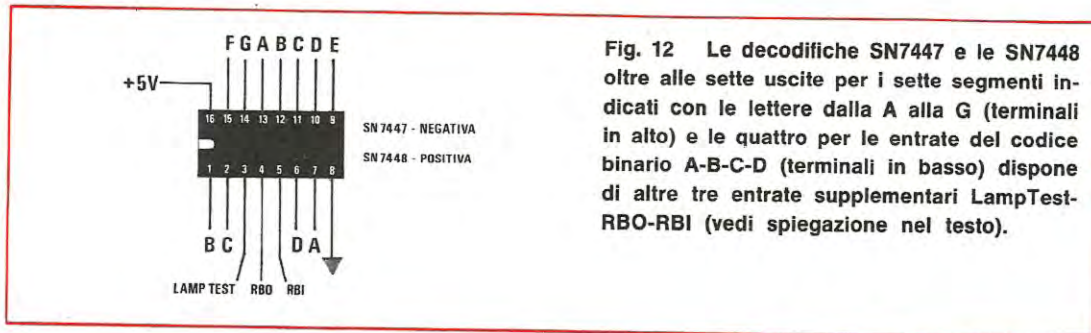 F G A B C D E
+5V
16 15 14 13 12 11 10 9
SN 7447 - NEGATIVA
SN 7448 - POSITIVA
1 2 3 4 5 6 7 8
B C D A
LAMP TEST RBO RBI
Fig. 12 Le decodifiche SN7447 e le SN7448
oltre alle sette uscite per i sette segmenti in-
dicati con le lettere dalla A alla G (terminali
in alto) e le quattro per le entrate del codice
binario A-B-C-D (terminali in basso) dispone
di altre tre entrate supplementari LampTest-
RBO-RBI (vedi spiegazione nel testo).